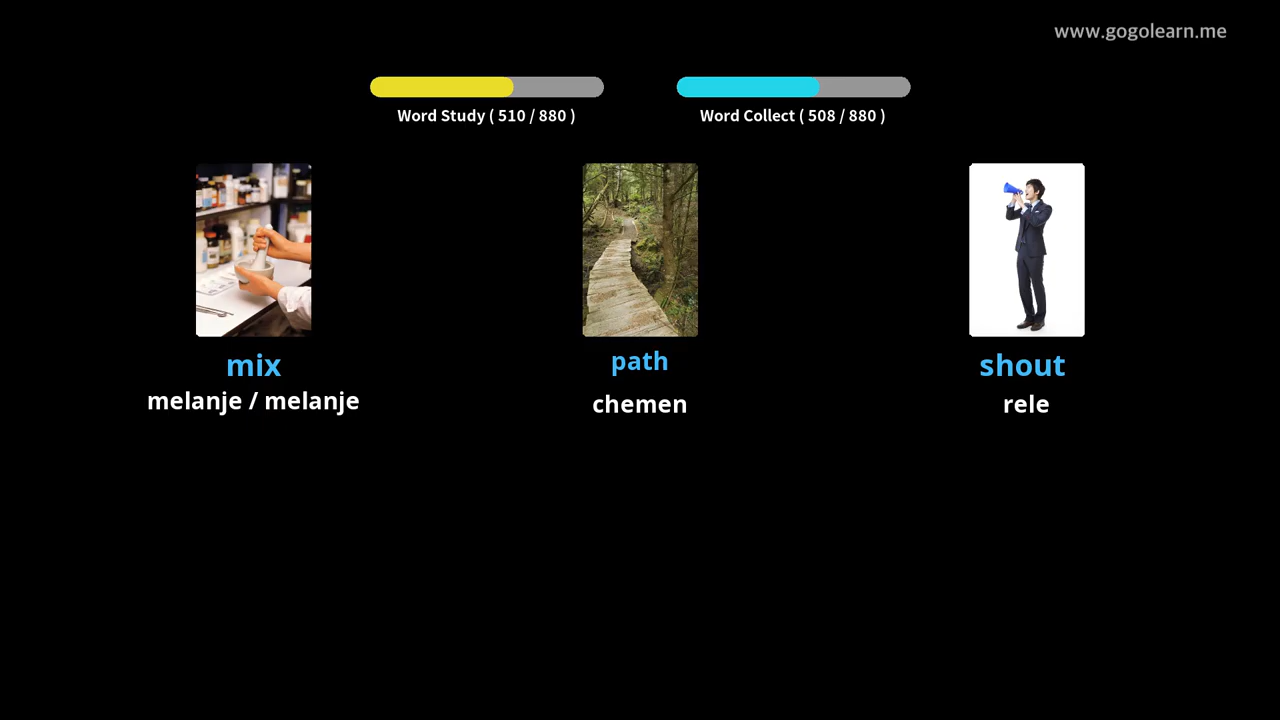 www.gogolearn.me
Word Study ( 510 / 880 )
Word Collect ( 508 / 880 )
mix
melanje / melanje
path
chemen
shout
rele